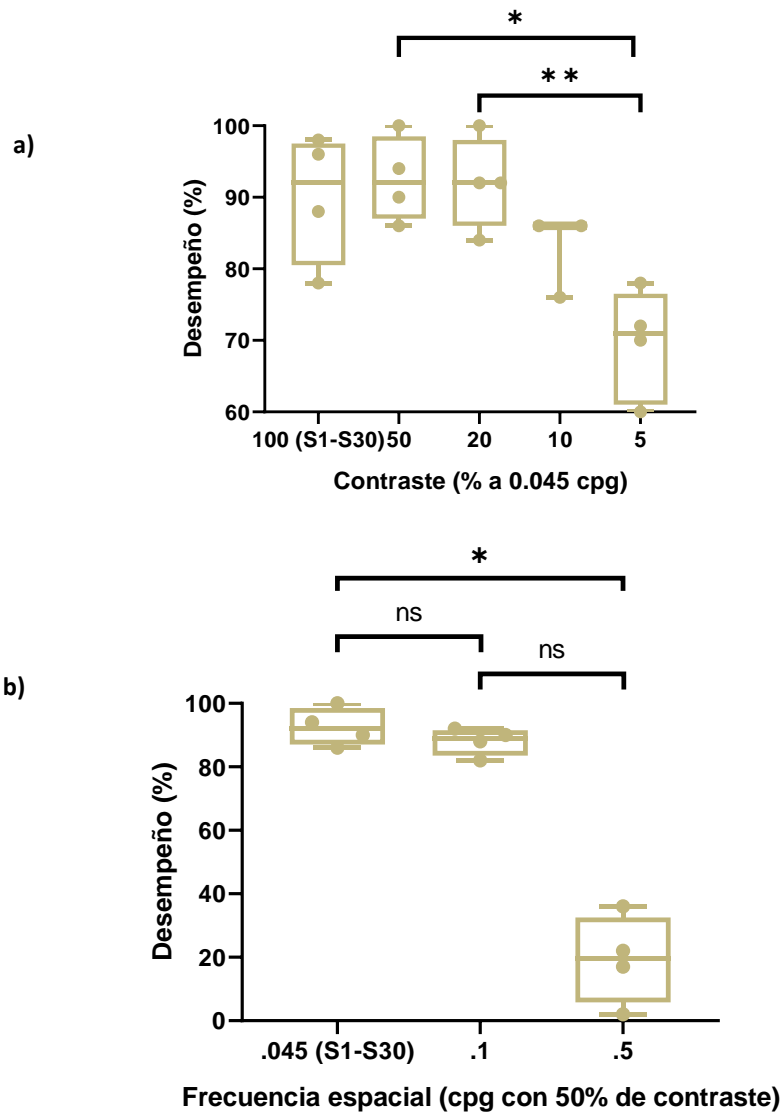 *
**
a)
100
90
80
70
60
Desempeño (%)
100 (S1-S30) 50 20 10 5
Contraste (% a 0.045 cpg)
*
ns
ns
b)
100
80
60
40
20
0
Desempeño (%)
.045 (S1-S30) .1 .5
Frecuencia espacial (cpg con 50% de contraste)